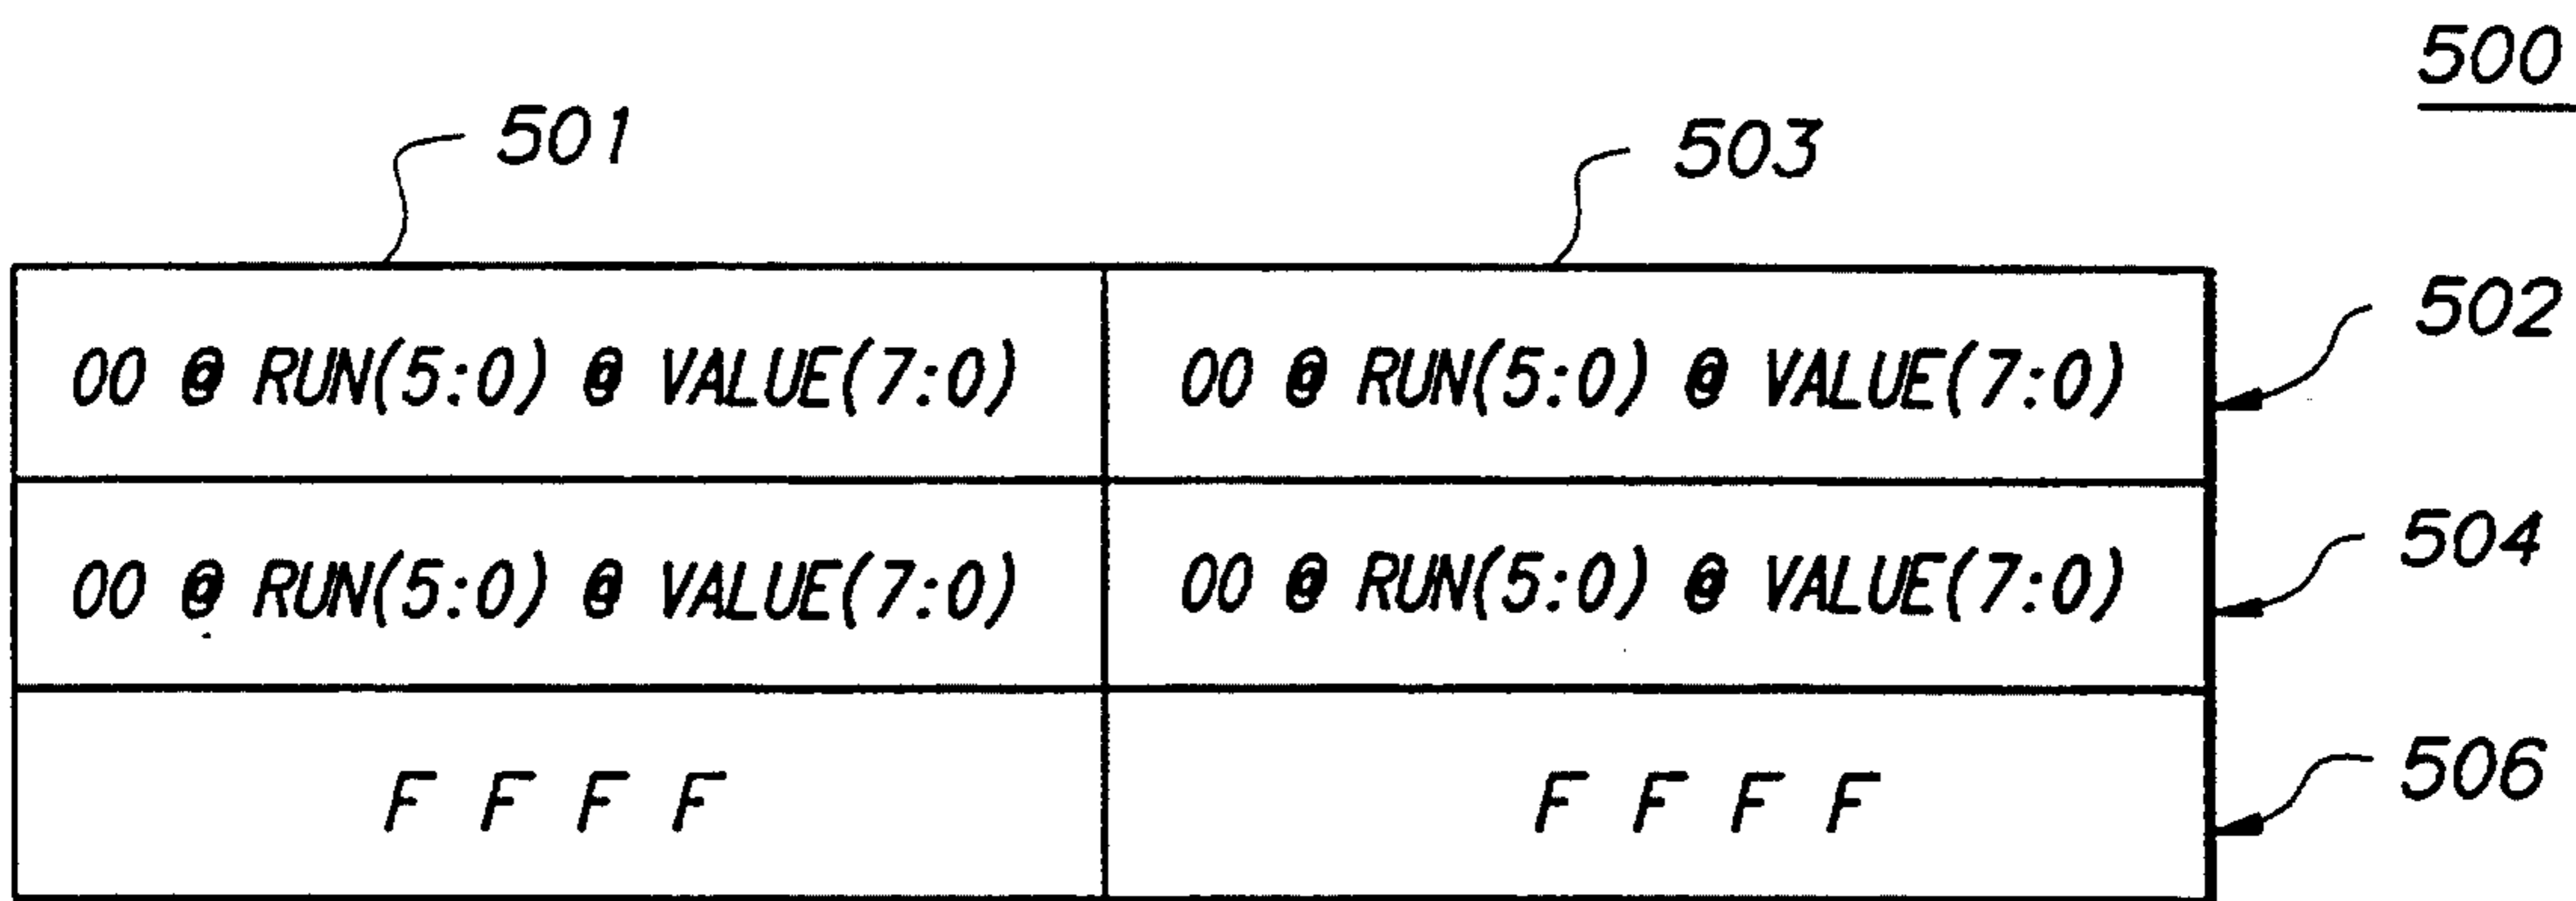 500
501 503
00 @ RUN(5:0) @ VALUE(7:0) 00 @ RUN(5:0) @ VALUE(7:0) 502
00 @ RUN(5:0) @ VALUE(7:0) 00 @ RUN(5:0) @ VALUE(7:0) 504
F F F F F F F F 506